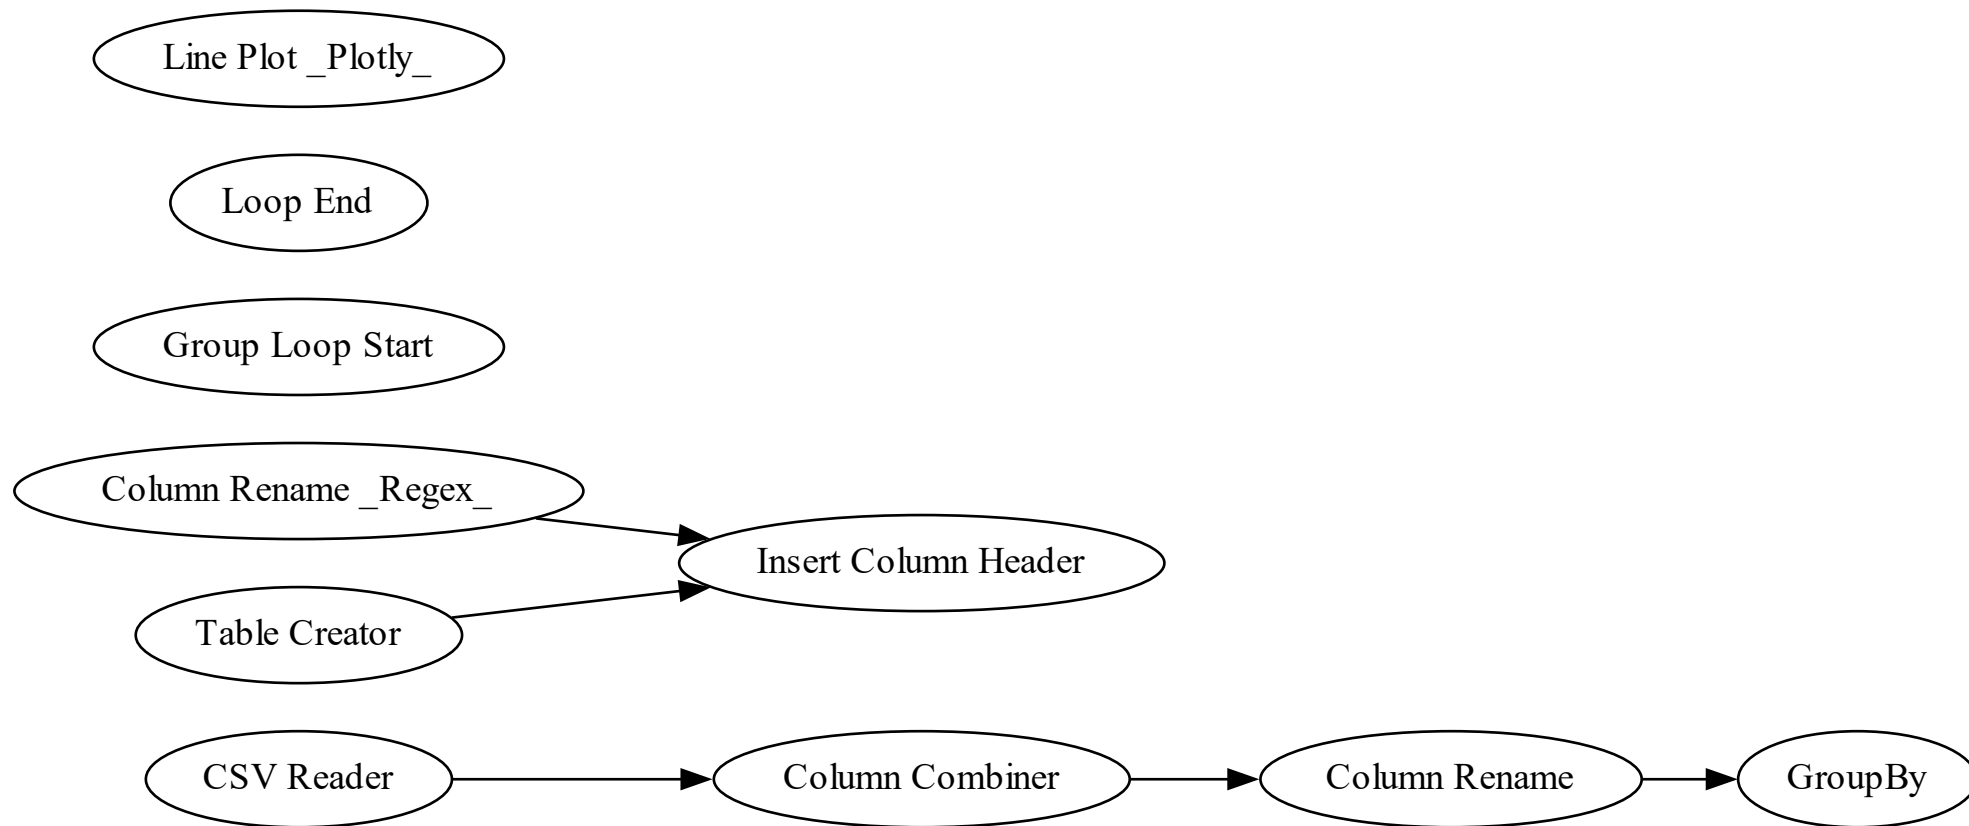 Line Plot _Plotly_
Loop End
Group Loop Start
Column Rename _Regex_
Insert Column Header
Table Creator
CSV Reader
Column Combiner
Column Rename
GroupBy